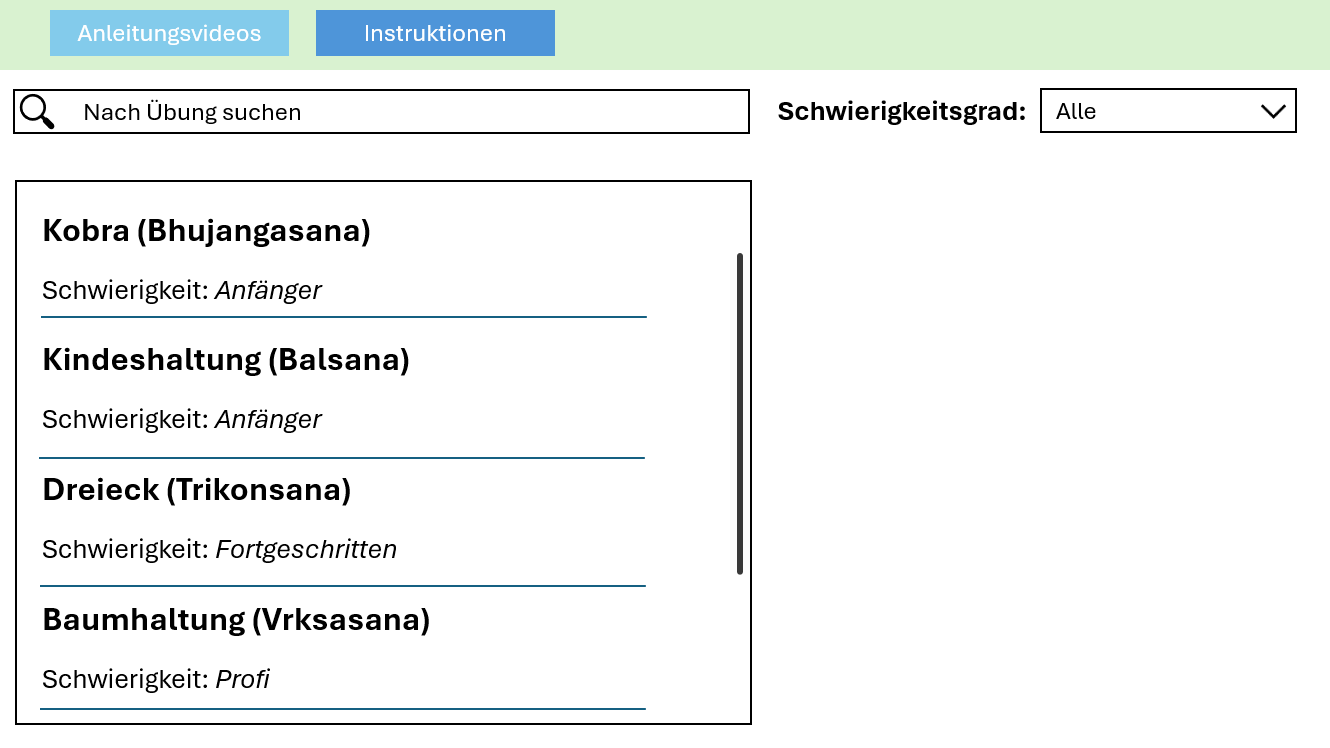 Anleitungsvideos
Instruktionen
Nach Übung suchen
Schwierigkeitsgrad:
Alle
Kobra (Bhujangasana)
Schwierigkeit: Anfänger
Kindeshaltung (Balsana)
Schwierigkeit: Anfänger
Dreieck (Trikonsana)
Schwierigkeit: Fortgeschritten
Baumhaltung (Vrksasana)
Schwierigkeit: Profi